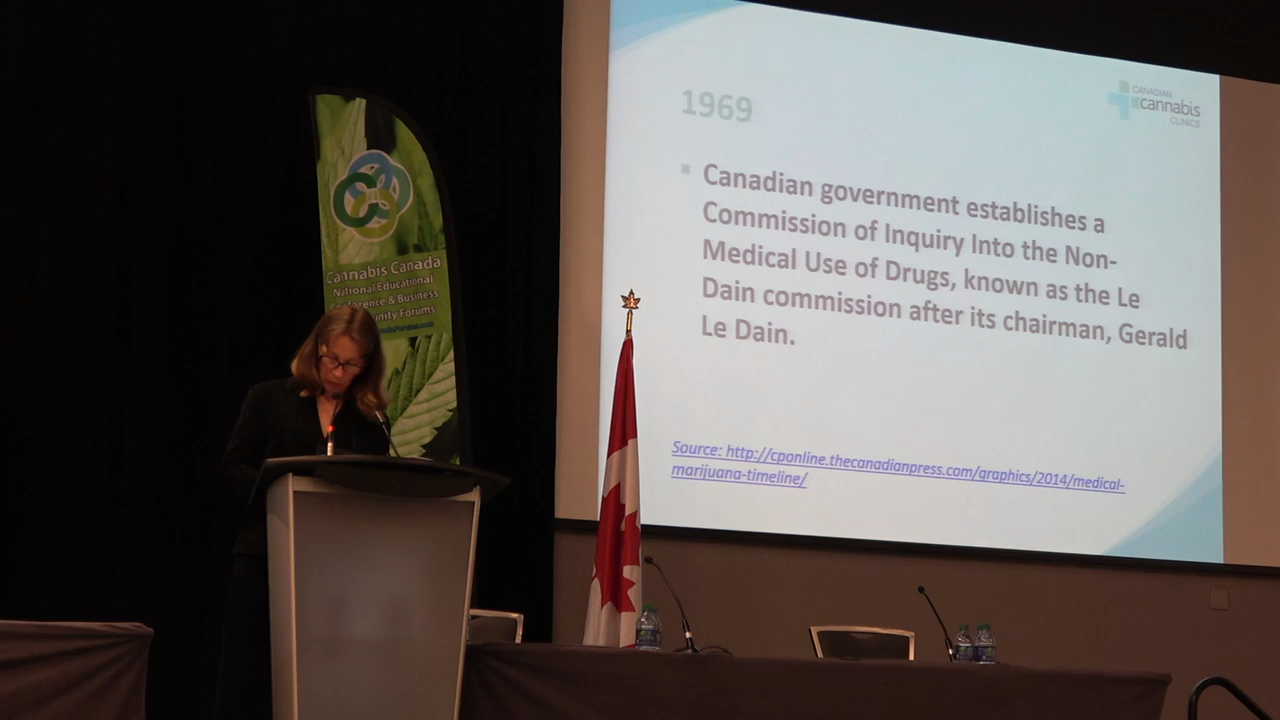 1969
CANADIAN
cannabis
CLINICS
Canadian government establishes a
Commission of Inquiry Into the Non-
Medical Use of Drugs, known as the Le
Dain commission after its chairman, Gerald
Le Dain.
Source: http://cponline.thecanadianpress.com/graphics/2014/medical-
marijuana-timeline/
Cannabis Canada
National Educational
Conference & Business